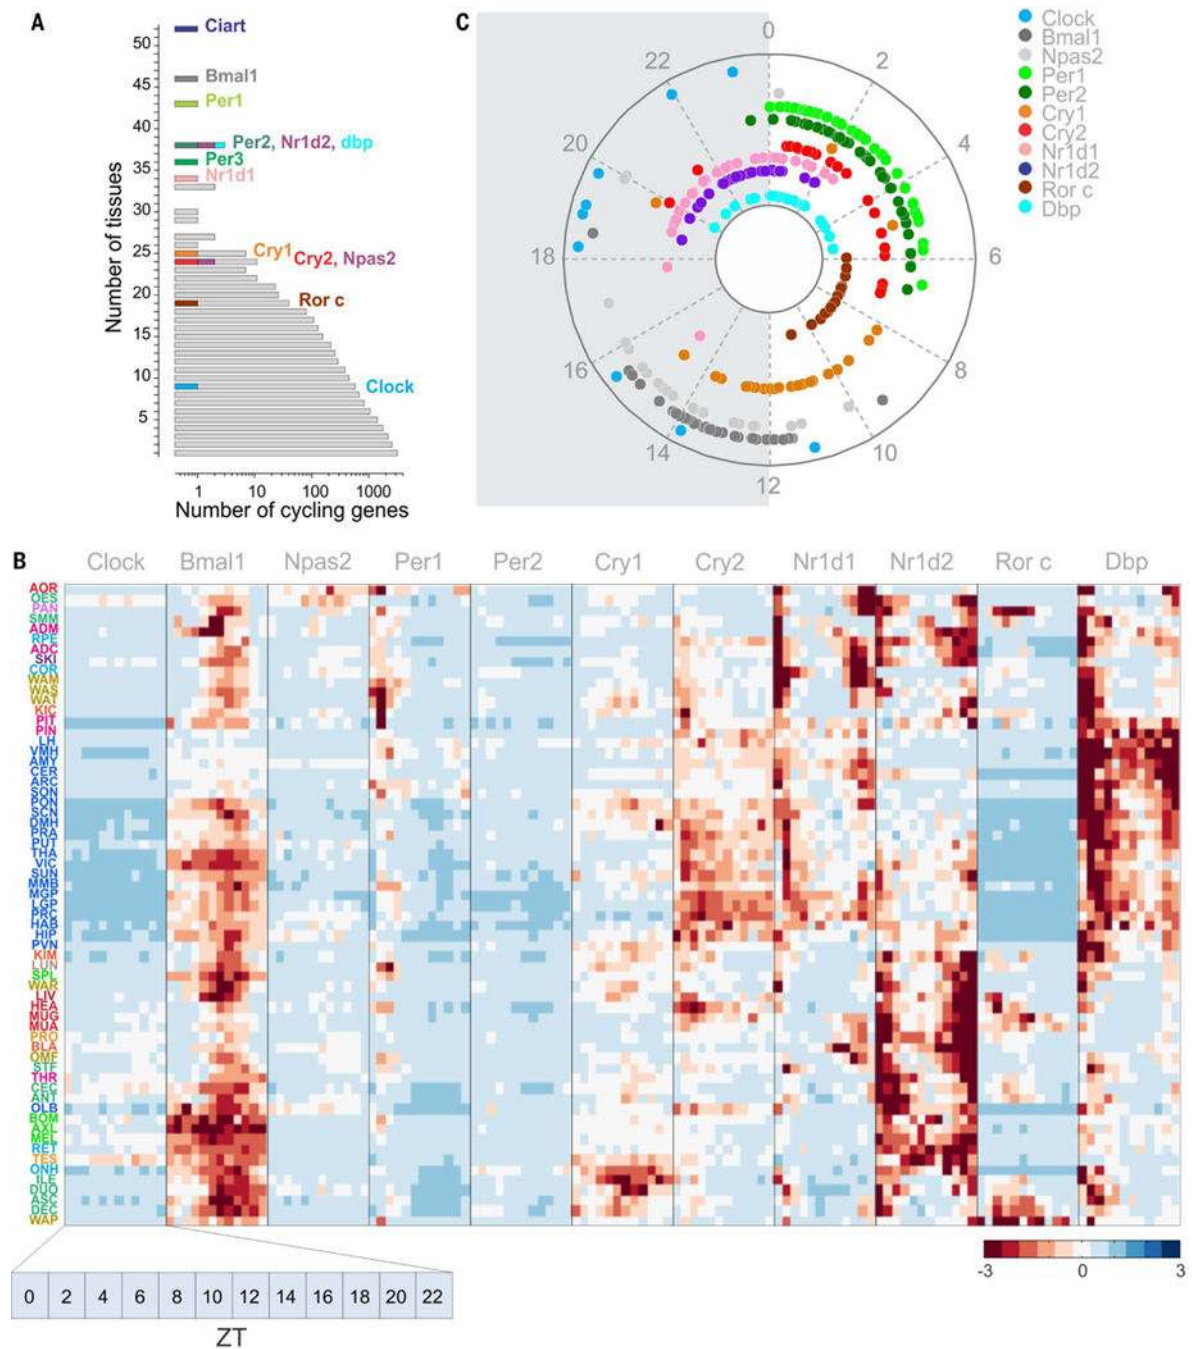 A
Number of tissues
50
45
40
35
30
25
20
15
10
5
Ciart
Bmal1
Per1
Per2, Nr1d2, dbp
Per3
Nr1d1
Cry1
Cry2, Npas2
Ror c
Clock
1 10 100 1000
Number of cycling genes
C
0
2
4
6
8
10
12
14
16
18
20
22
Clock
Bmal1
Npas2
Per1
Per2
Cry1
Cry2
Nr1d1
Nr1d2
Ror c
Dbp
B
Clock Bmal1 Npas2 Per1 Per2 Cry1 Cry2 Nr1d1 Nr1d2 Ror c Dbp
AOR
OES
PAN
SMM
ADM
RPE
ADC
SKI
COR
WAM
WAS
WAT
KIC
PIT
PIN
LH
VMH
AMY
CER
ARC
SON
PON
SCN
DMH
PRA
PUT
THA
VIC
SUN
MMB
MGP
LGP
PRC
HAB
HIP
PVN
KIM
LUN
SPL
WAR
LIV
HEA
MUG
MUA
PRO
BLA
OMF
STF
THR
CEC
ANT
OLB
BOM
AXL
MEL
RET
TES
ONH
ILE
DUO
ASC
DEC
WAP
-3 0 3
0 2 4 6 8 10 12 14 16 18 20 22
ZT